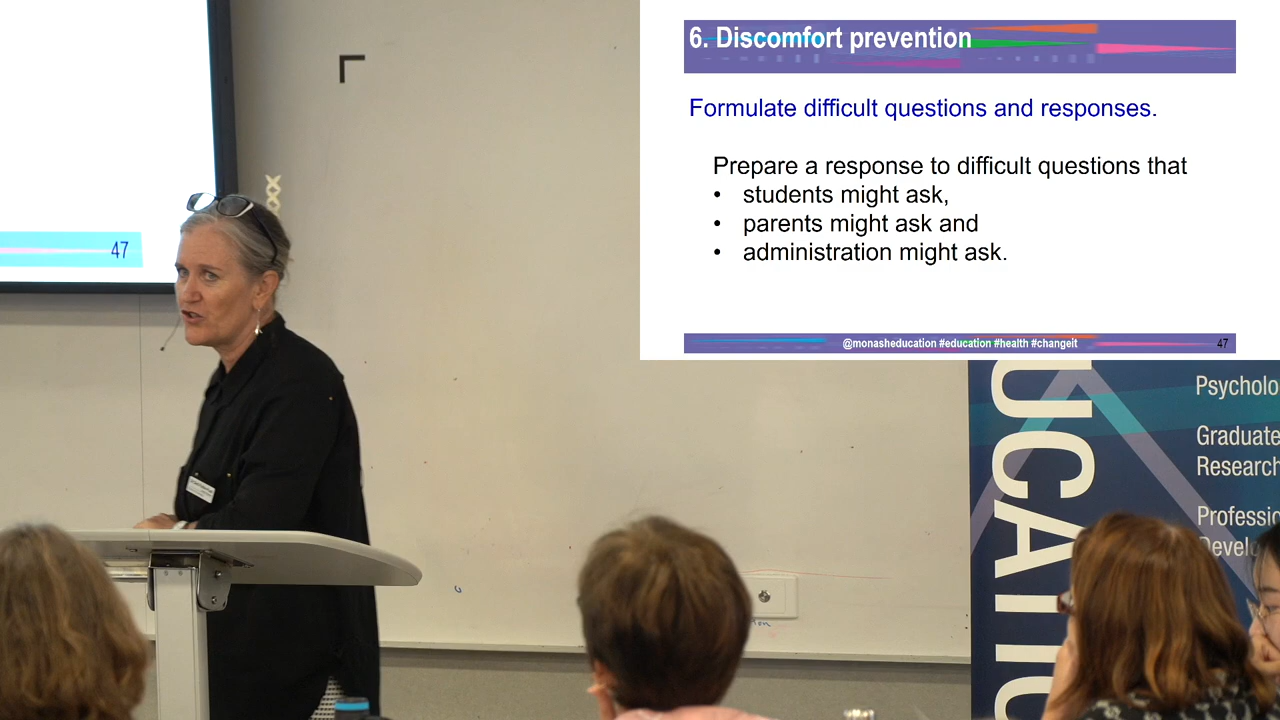 6. Discomfort prevention
Formulate difficult questions and responses.
Prepare a response to difficult questions that
• students might ask,
• parents might ask and
• administration might ask.
@monasheducation #education #health #changeit
47
47
UCATIO
Psycholo
Graduate
Research
Professio
Develo